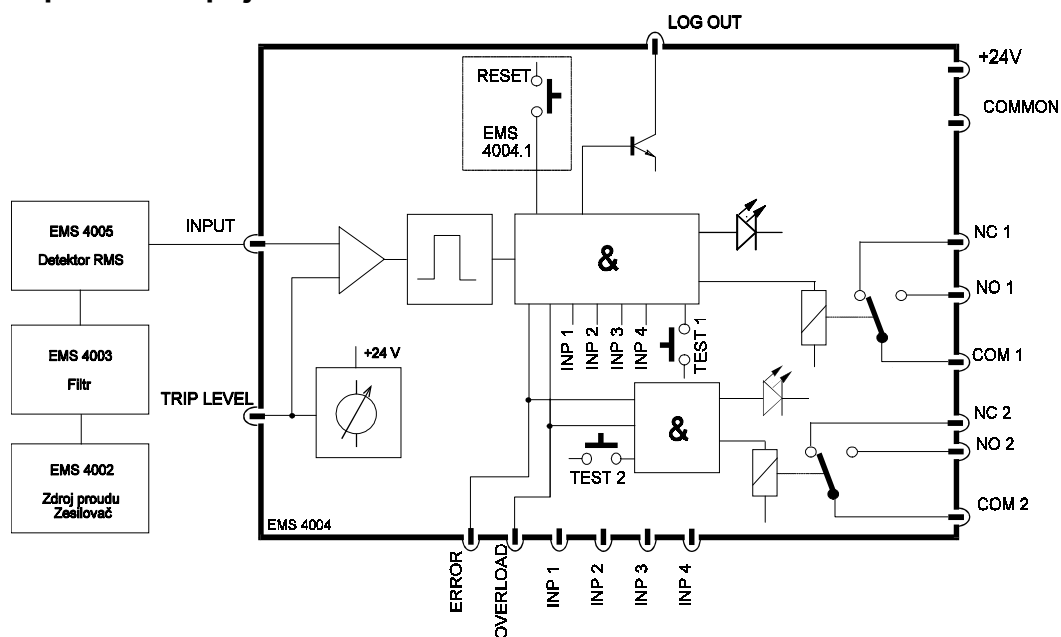 LOG OUT
+24V
COMMON
RESET
EMS
4004.1
EMS 4005
Detektor RMS
INPUT
&
NC 1
NO 1
COM 1
INP 1
INP 2
INP 3
INP 4
TEST 1
EMS 4003
Filtr
+24 V
TRIP LEVEL
&
NC 2
NO 2
COM 2
TEST 2
EMS 4002
Zdroj proudu
Zesilovač
EMS 4004
ERROR
OVERLOAD
INP 1
INP 2
INP 3
INP 4